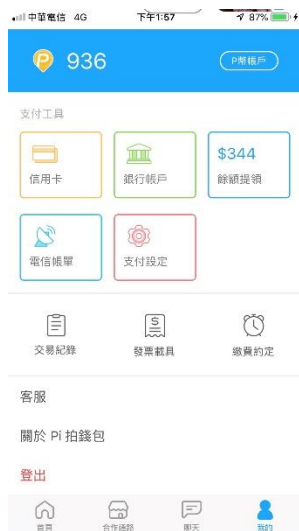 中華電信 4G 下午1:57 87%
P 936 P幣帳戶
支付工具
信用卡 銀行帳戶 $344 餘額提領
電信帳單 支付設定
交易紀錄 發票載具 繳費約定
客服
關於 Pi 拍錢包
登出
首頁 合作通路 聊天 我的